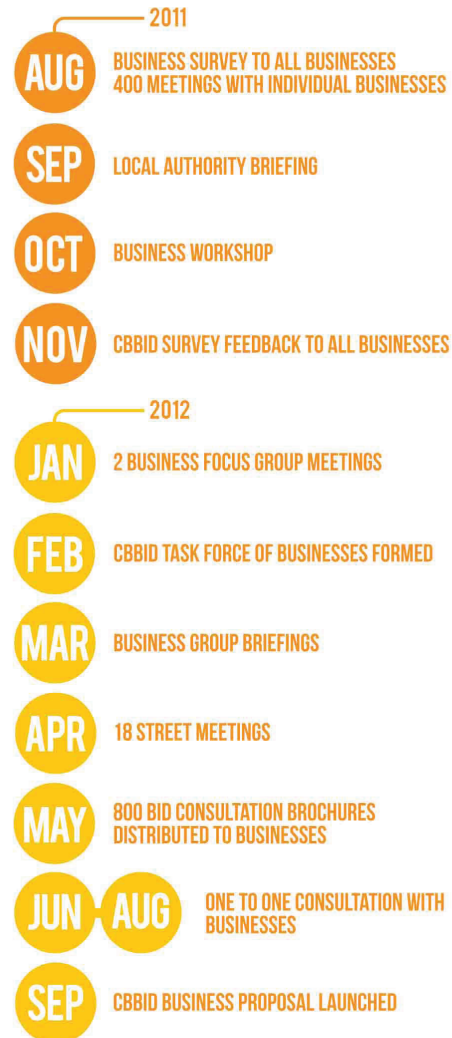 2011
AUG
BUSINESS SURVEY TO ALL BUSINESSES
400 MEETINGS WITH INDIVIDUAL BUSINESSES
SEP
LOCAL AUTHORITY BRIEFING
OCT
BUSINESS WORKSHOP
NOV
CBBID SURVEY FEEDBACK TO ALL BUSINESSES
2012
JAN
2 BUSINESS FOCUS GROUP MEETINGS
FEB
CBBID TASK FORCE OF BUSINESSES FORMED
MAR
BUSINESS GROUP BRIEFINGS
APR
18 STREET MEETINGS
MAY
800 BID CONSULTATION BROCHURES
DISTRIBUTED TO BUSINESSES
JUN-AUG
ONE TO ONE CONSULTATION WITH
BUSINESSES
SEP
CBBID BUSINESS PROPOSAL LAUNCHED